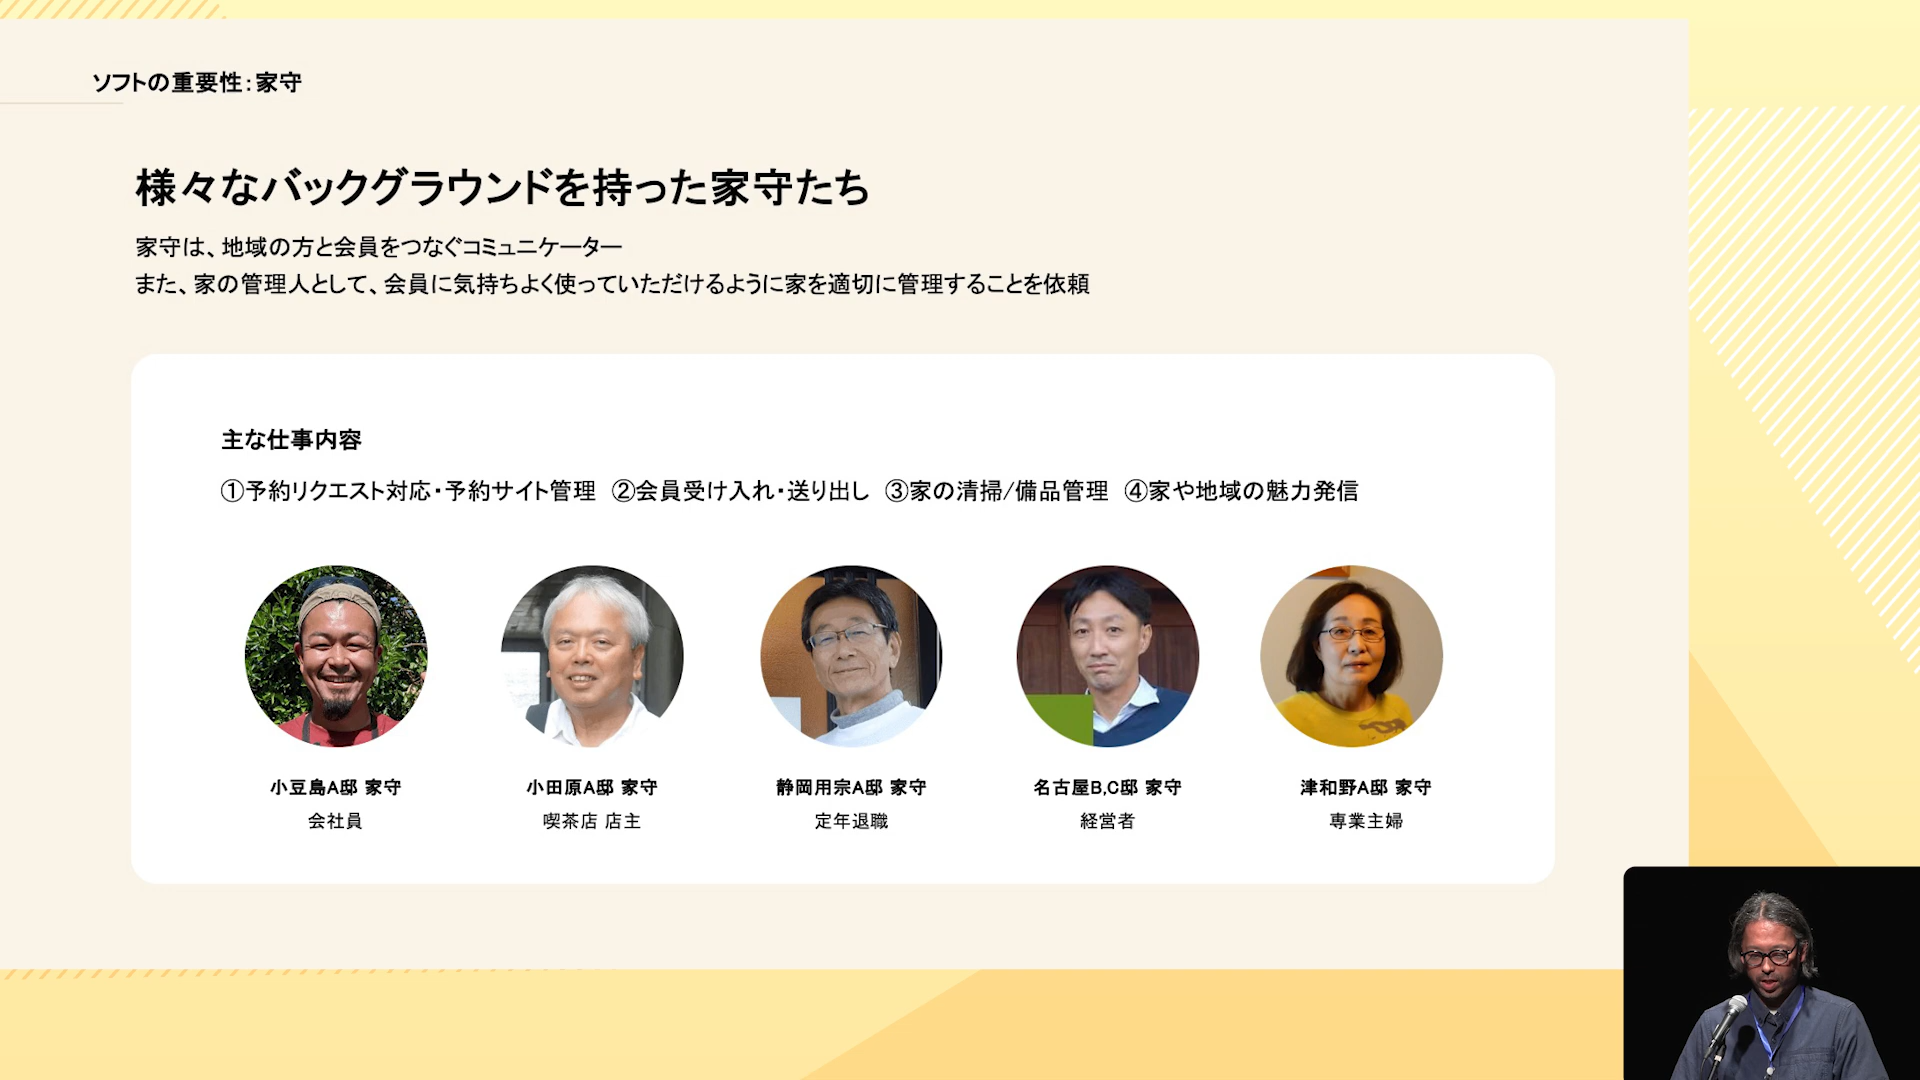 ソフトの重要性：家守
様々なバックグラウンドを持った家守たち
家守は、地域の方と会員をつなぐコミュニケーター
また、家の管理人として、会員に気持ちよく使っていただけるように家を適切に管理することを依頼
主な仕事内容
①予約リクエスト対応・予約サイト管理 ②会員受け入れ・送り出し ③家の清掃/備品管理 ④家や地域の魅力発信
小豆島A邸 家守
会社員
小田原A邸 家守
喫茶店 店主
静岡用宗A邸 家守
定年退職
名古屋B,C邸 家守
経営者
津和野A邸 家守
専業主婦